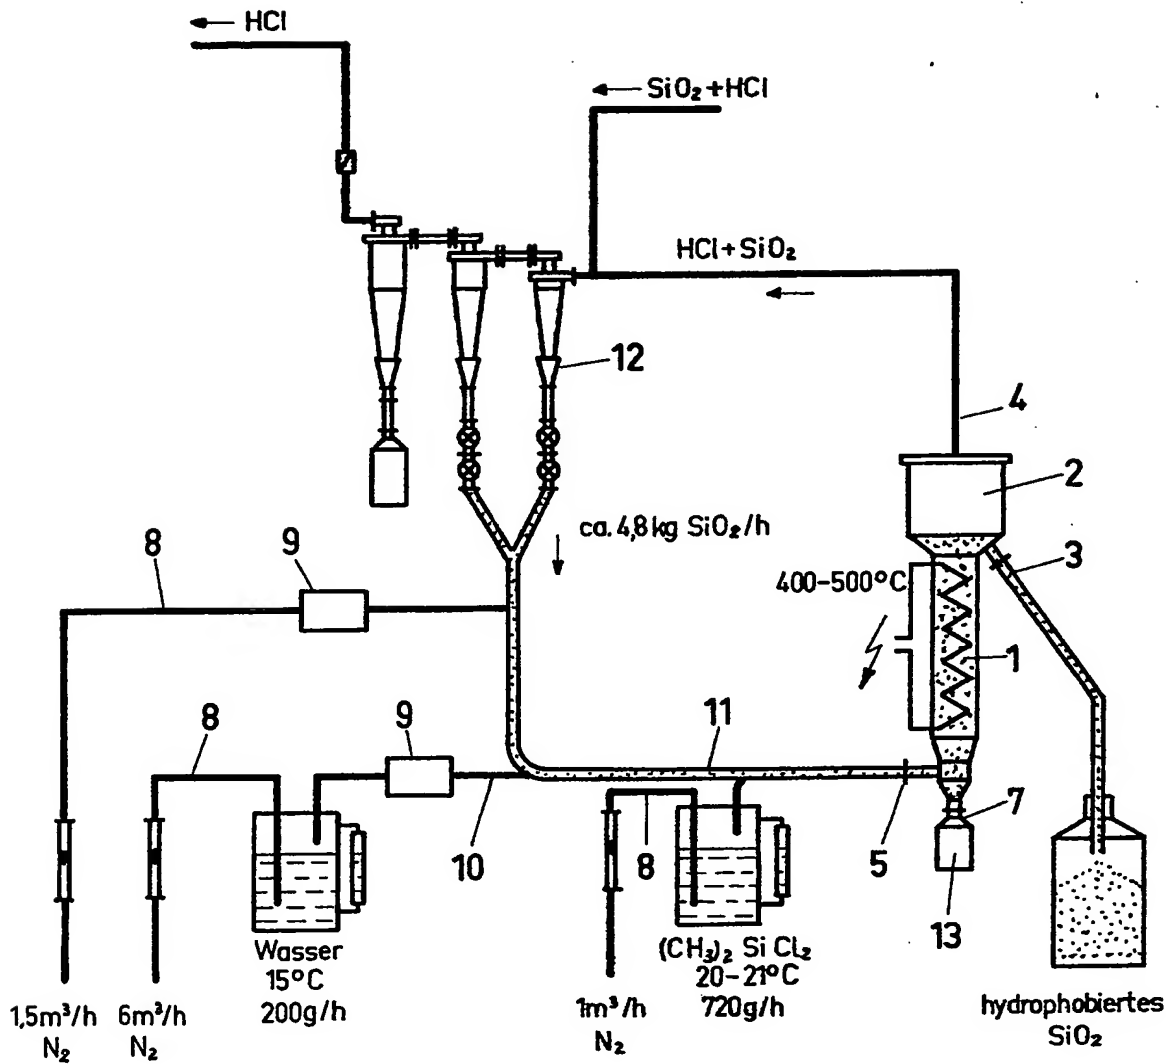 HCl
SiO₂+HCl
HCl+SiO₂
12
4
2
ca. 4,8 kg SiO₂/h
8
9
3
400-500°C
1
8
9
11
10
8
5
7
13
Wasser
15°C
200g/h
(CH₃)₂ Si Cl₂
20-21°C
720g/h
1,5m³/h
N₂
6m³/h
N₂
1m³/h
N₂
hydrophobiertes
SiO₂